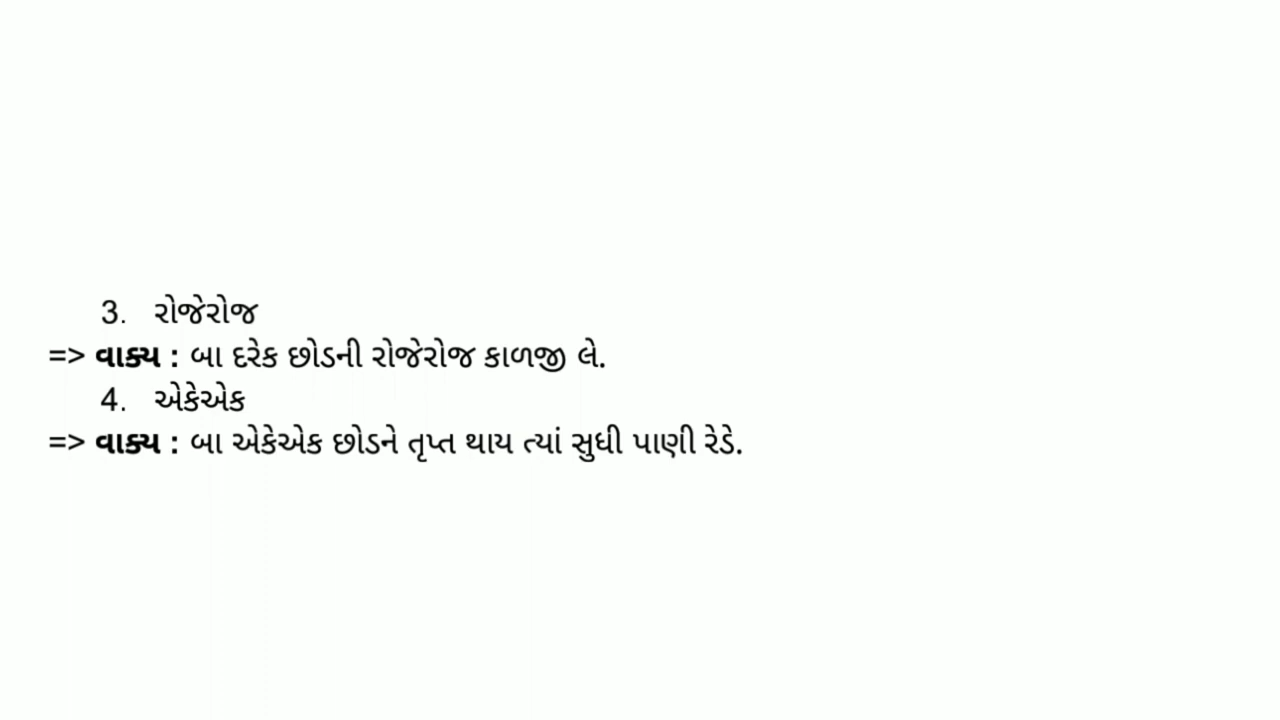 3. રોજેરોજ
=> વાક્ય : બા દરેક છોડની રોજેરોજ કાળજી લે.
4. એકેએક
=> વાક્ય : બા એકેએક છોડને તૃપ્ત થાય ત્યાં સુધી પાણી રેડે.